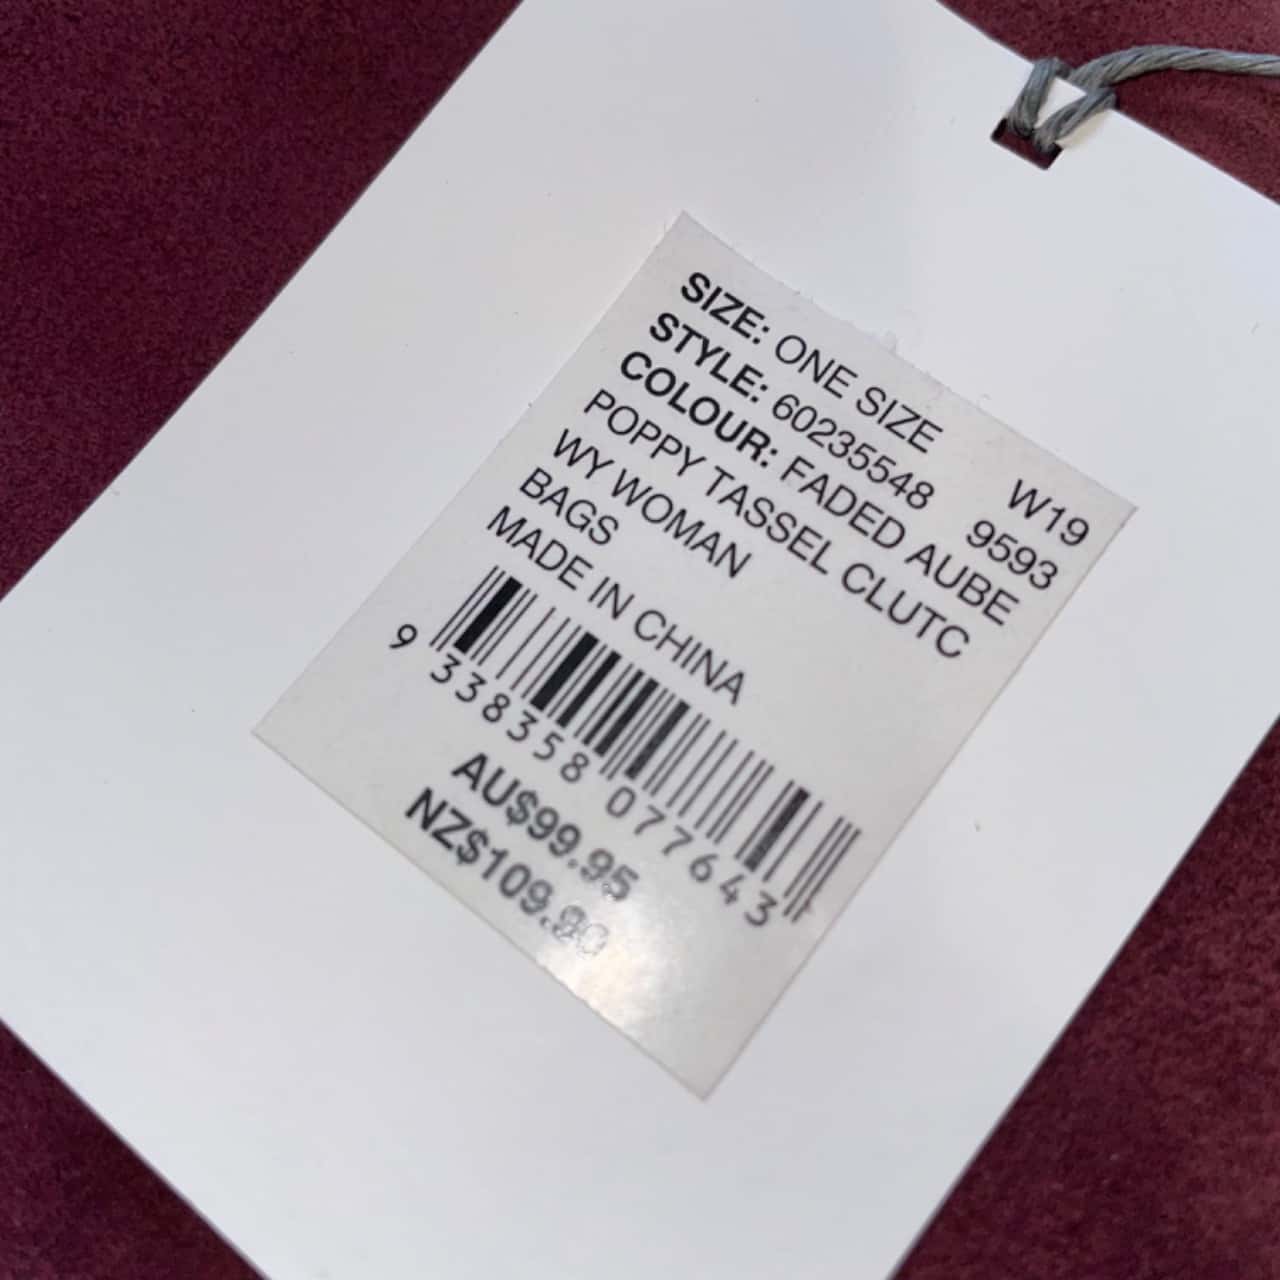 SIZE: ONE SIZE W19
STYLE: 60235548 9593
COLOUR: FADED AUBE
POPPY TASSEL CLUTC
WY WOMAN
BAGS
MADE IN CHINA
9 338358 077643
AU$99.95